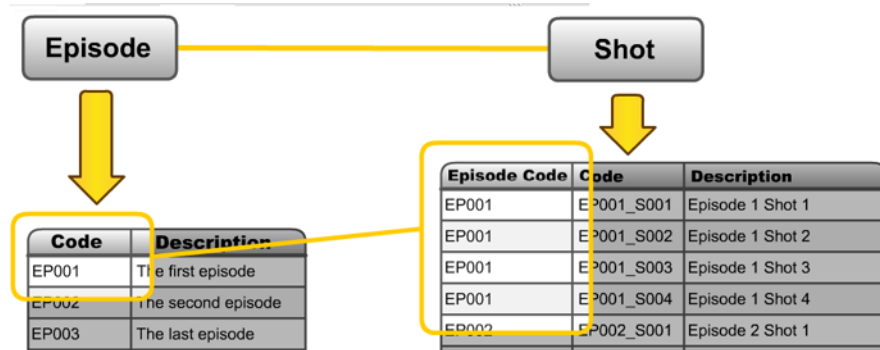 Episode Shot
Episode Code Code Description
EP001 EP001_S001 Episode 1 Shot 1
EP001 EP001_S002 Episode 1 Shot 2
EP001 EP001_S003 Episode 1 Shot 3
EP001 EP001_S004 Episode 1 Shot 4
EP002 EP002_S001 Episode 2 Shot 1
Code Description
EP001 The first episode
EP002 The second episode
EP003 The last episode